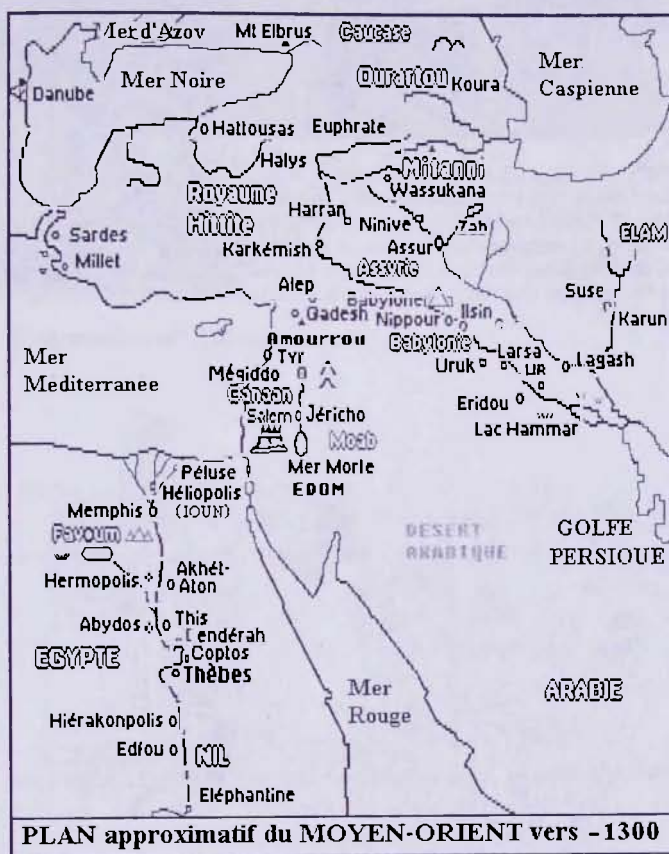 Mer d'Azov
Mt Elbrus
Caucase
Mer Noire
Ourartou
Koura
Mer
Caspienne
Danube
Hattousas
Euphrate
Halys
Mitanni
Wassukana
Royaume
Hittite
Harran
Ninive
Zab
Sardes
Assur
ELAM
Millet
Karkémish
Assyrie
Alep
Suse
Gadesh
Babylone
Ilsin
Nippour
Karun
Amourrou
Babylonie
Mer
Mediterranee
Tyr
Uruk
Larsa
UR
Lagash
Mégiddo
Canaan
Eridou
Salem
Jéricho
Lac Hammar
Moab
Mer Morte
Péluse
Héliopolis
EDOM
(IOUN)
Memphis
DESERT
ARABIQUE
GOLFE
PERSIQUE
Fayoum
Hermopolis
Akhét-
Aton
Abydos
This
endérah
EGYPTE
Coptos
Thèbes
Mer
Rouge
ARABIE
Hiérakonpolis
Edfou
NIL
Eléphantine
PLAN approximatif du MOYEN-ORIENT vers -1300